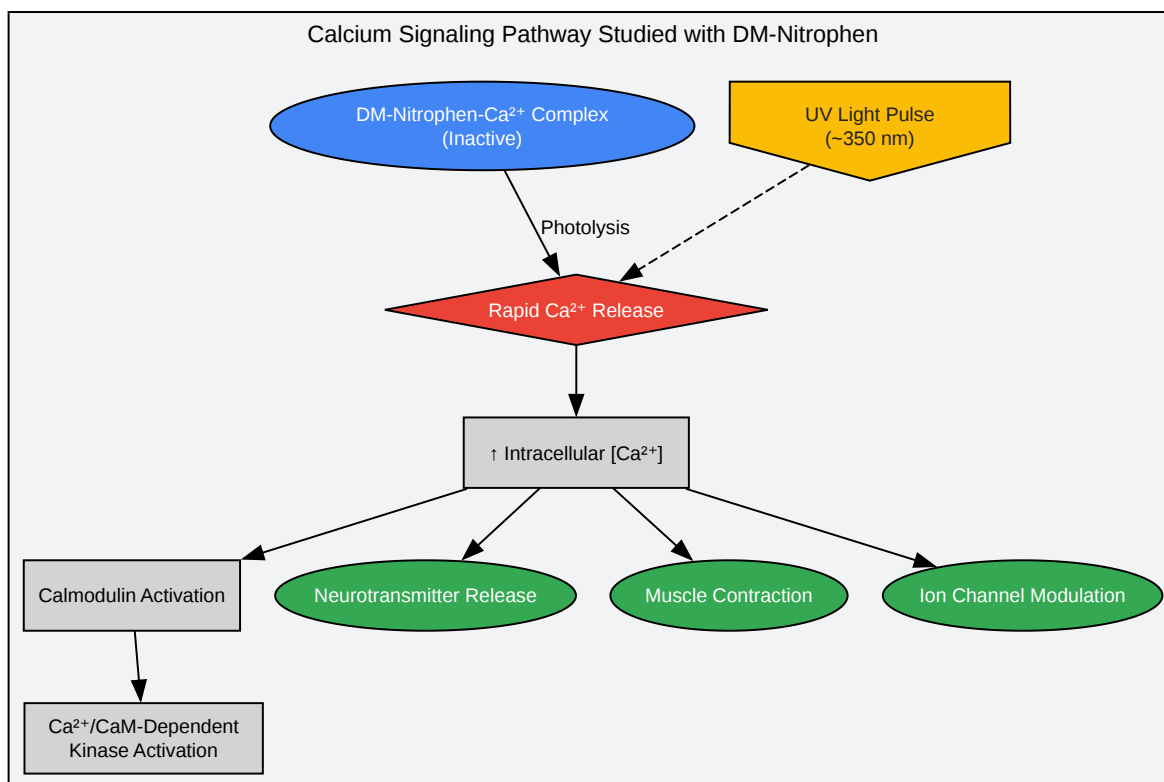 Calcium Signaling Pathway Studied with DM-Nitrophen
DM-Nitrophen-Ca²⁺ Complex
(Inactive)
UV Light Pulse
(~350 nm)
Photolysis
Rapid Ca²⁺ Release
↑ Intracellular [Ca²⁺]
Calmodulin Activation
Neurotransmitter Release
Muscle Contraction
Ion Channel Modulation
Ca²⁺/CaM-Dependent
Kinase Activation